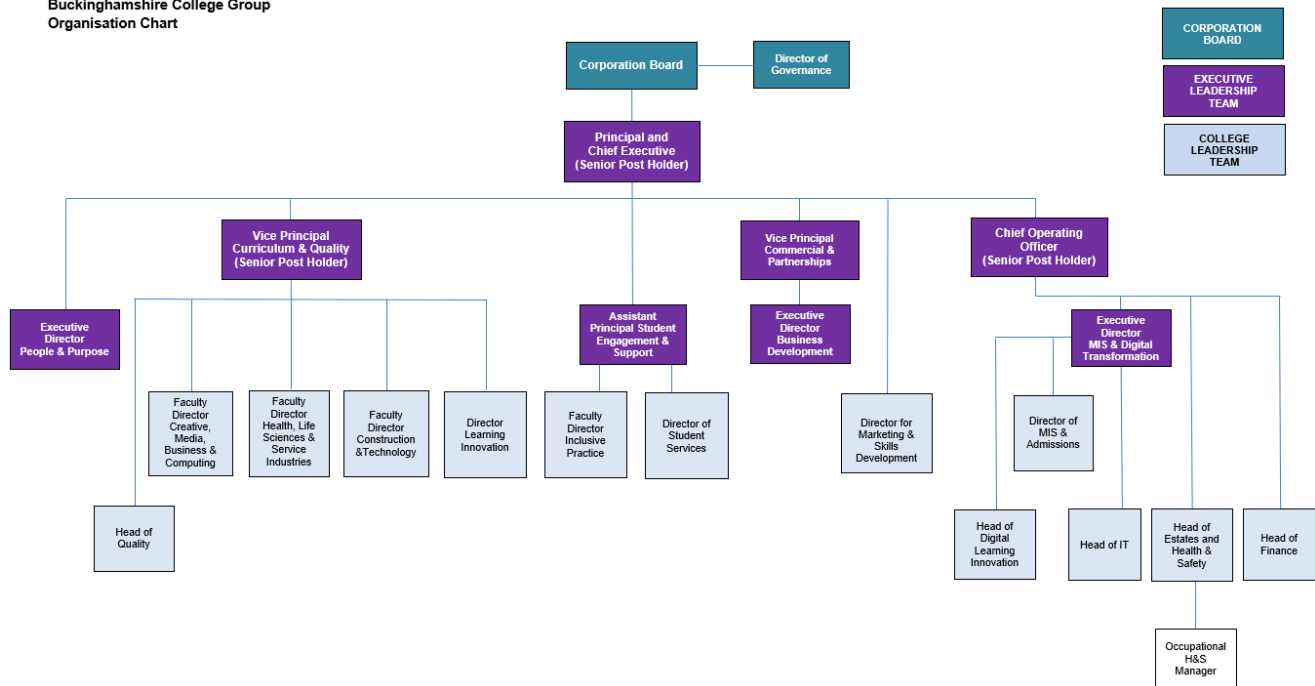 Buckinghamshire College Group
Organisation Chart
CORPORATION
BOARD
EXECUTIVE
LEADERSHIP
TEAM
COLLEGE
LEADERSHIP
TEAM
Corporation Board
Director of
Governance
Principal and
Chief Executive
(Senior Post Holder)
Vice Principal
Curriculum & Quality
(Senior Post Holder)
Vice Principal
Commercial &
Partnerships
Chief Operating
Officer
(Senior Post Holder)
Executive
Director
People & Purpose
Assistant
Principal Student
Engagement &
Support
Executive
Director
Business
Development
Executive
Director
MIS & Digital
Transformation
Faculty
Director
Creative,
Media,
Business &
Computing
Faculty
Director
Health, Life
Sciences &
Service
Industries
Faculty
Director
Construction
&Technology
Director
Learning
Innovation
Faculty
Director
Inclusive
Practice
Director of
Student
Services
Director for
Marketing &
Skills
Development
Director of
MIS &
Admissions
Head of
Quality
Head of
Digital
Learning
Innovation
Head of IT
Head of
Estates and
Health &
Safety
Head of
Finance
Occupational
H&S
Manager